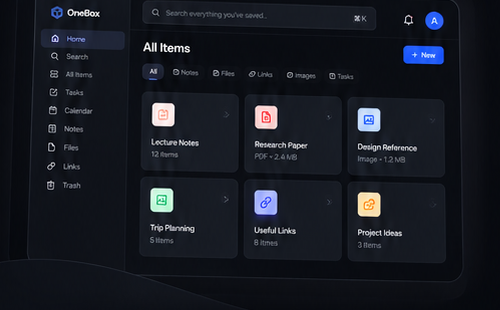 OneBox
Search everything you've saved..
⌘ K
A
Home
Search
All Items
Tasks
Calendar
Notes
Files
Links
Trash
All Items
+ New
All
Notes
Files
Links
images
Tasks
Lecture Notes
12 Items
Research Paper
PDF • 2.4 MB
Design Reference
Image • 1.2 MB
Trip Planning
5 Items
Useful Links
8 Items
Project Ideas
3 Items